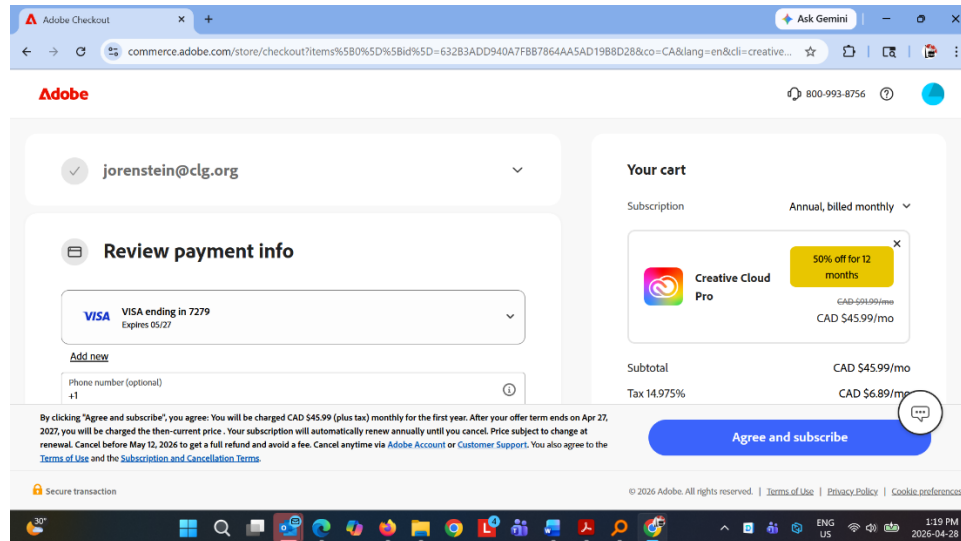 Adobe Checkout
Ask Gemini
commerce.adobe.com/store/checkout?items%5B0%5D%5Bid%5D=632B3ADD940A7FBB7864AA5AD19B8D28&co=CA&lang=en&cli=creative...
Adobe
800-993-8756
jorenstein@clg.org
Review payment info
VISA
VISA ending in 7279
Expires 05/27
Add new
Phone number (optional)
+1
Your cart
Subscription
Annual, billed monthly
50% off for 12
months
Creative Cloud
Pro
CAD $91.99/mo
CAD $45.99/mo
Subtotal
CAD $45.99/mo
Tax 14.975%
CAD $6.89/mo
By clicking "Agree and subscribe", you agree: You will be charged CAD $45.99 (plus tax) monthly for the first year. After your offer term ends on Apr 27,
2027, you will be charged the then-current price . Your subscription will automatically renew annually until you cancel. Price subject to change at
renewal. Cancel before May 12, 2026 to get a full refund and avoid a fee. Cancel anytime via Adobe Account or Customer Support. You also agree to the
Terms of Use and the Subscription and Cancellation Terms.
Agree and subscribe
Secure transaction
© 2026 Adobe. All rights reserved. | Terms of Use | Privacy Policy | Cookie preferences
30°
ENG
US
1:19 PM
2026-04-28